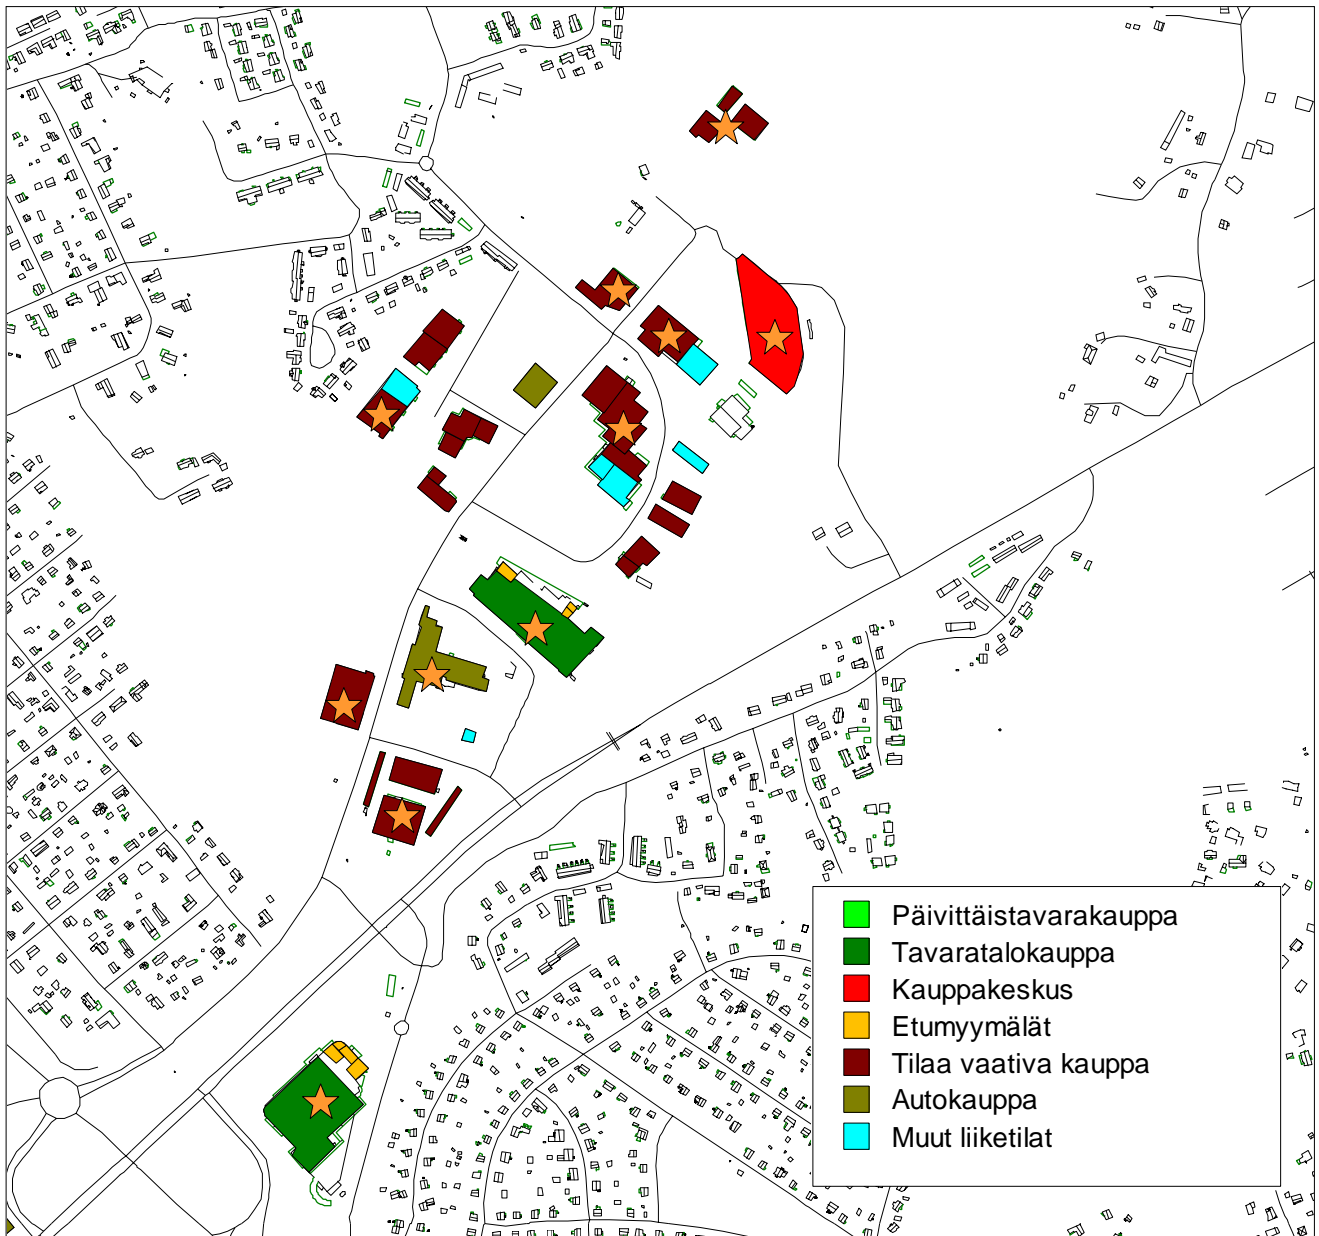 Päivittäistavarakauppa
Tavaratalokauppa
Kauppakeskus
Etumyymälät
Tilaa vaativa kauppa
Autokauppa
Muut liiketilat